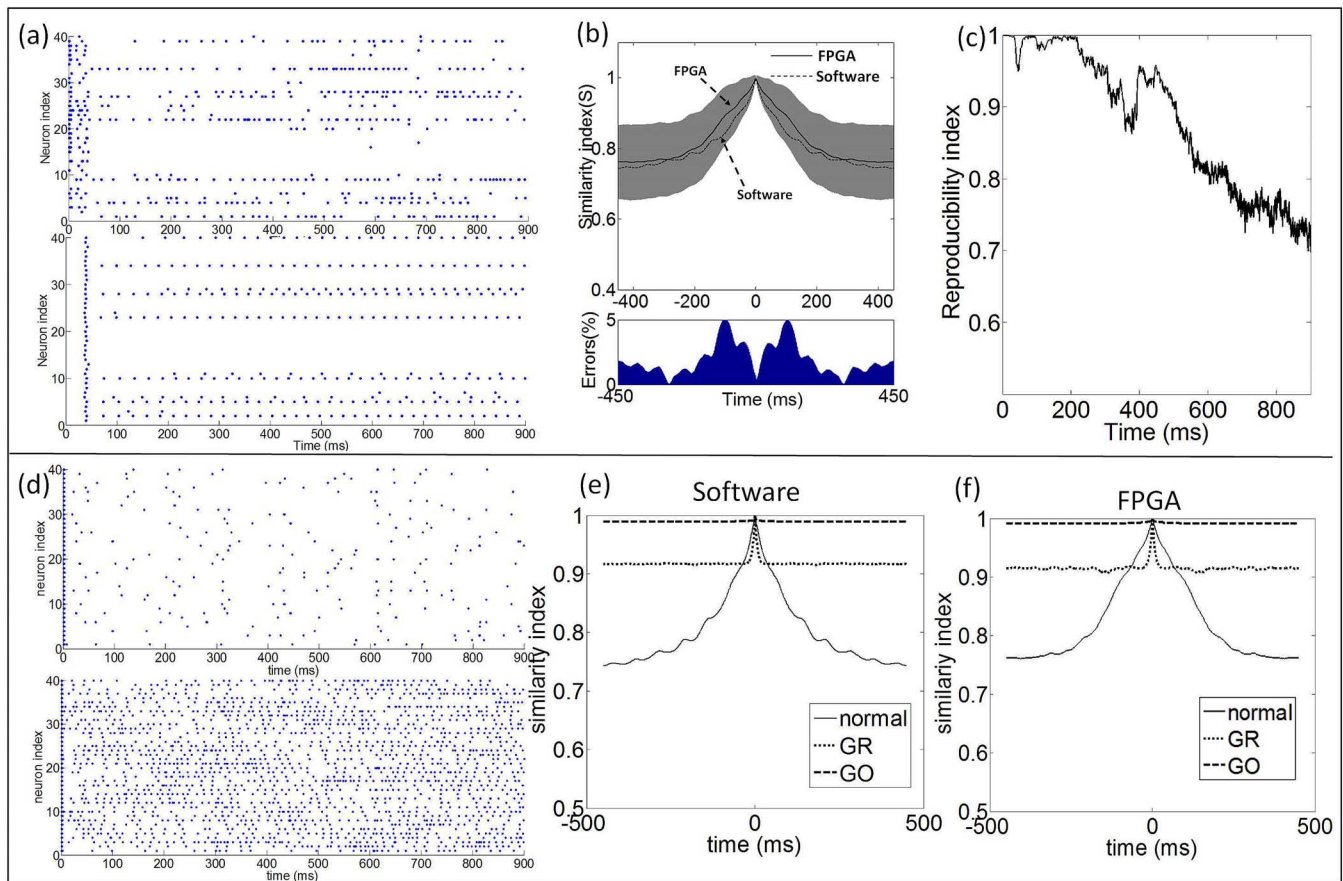 (a)
40
30
20
10
0
Neuron index
0 100 200 300 400 500 600 700 800 900
40
30
20
10
0
Neuron index
0 100 200 300 400 500 600 700 800 900
Time (ms)
(b)
FPGA
Software
1
0.8
0.6
0.4
Similarity index(S)
FPGA
Software
-400 -200 0 200 400
5
0
Errors(%)
-450 450
Time (ms)
(c)
1
0.9
0.8
0.7
0.6
Reproducibility index
0 200 400 600 800
Time (ms)
(d)
40
30
20
10
0
neuron index
0 100 200 300 400 500 600 700 800 900
time (ms)
40
30
20
10
0
neuron index
0 100 200 300 400 500 600 700 800 900
time (ms)
(e)
Software
1
0.9
0.8
0.7
0.6
0.5
similariy index
normal
GR
GO
-500 0 500
time (ms)
(f)
FPGA
1
0.9
0.8
0.7
0.6
0.5
similariy index
normal
GR
GO
-500 0 500
time (ms)